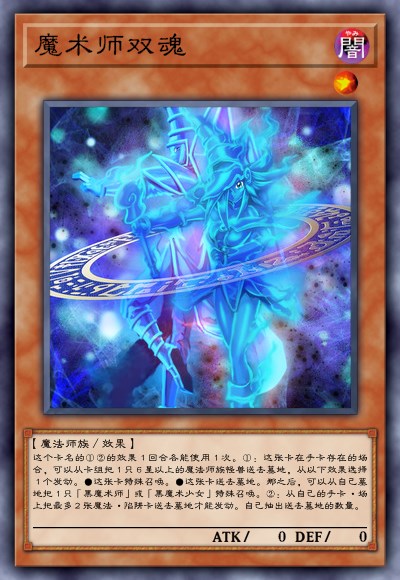 魔术师双魂
やみ
闇
【魔法师族／效果】
这个卡名的①②的效果1回合各能使用1次。①：这张卡在手卡存在的场
合，可以从卡组把1只6星以上的魔法师族怪兽送去墓地，从以下效果选择
1个发动。●这张卡特殊召唤。●这张卡送去墓地。那之后，可以从自己墓
地把1只「黑魔术师」或「黑魔术少女」特殊召唤。②：从自己的手卡·场
上把最多2张魔法·陷阱卡送去墓地才能发动。自己抽出送去墓地的数量。
ATK/ 0 DEF/ 0